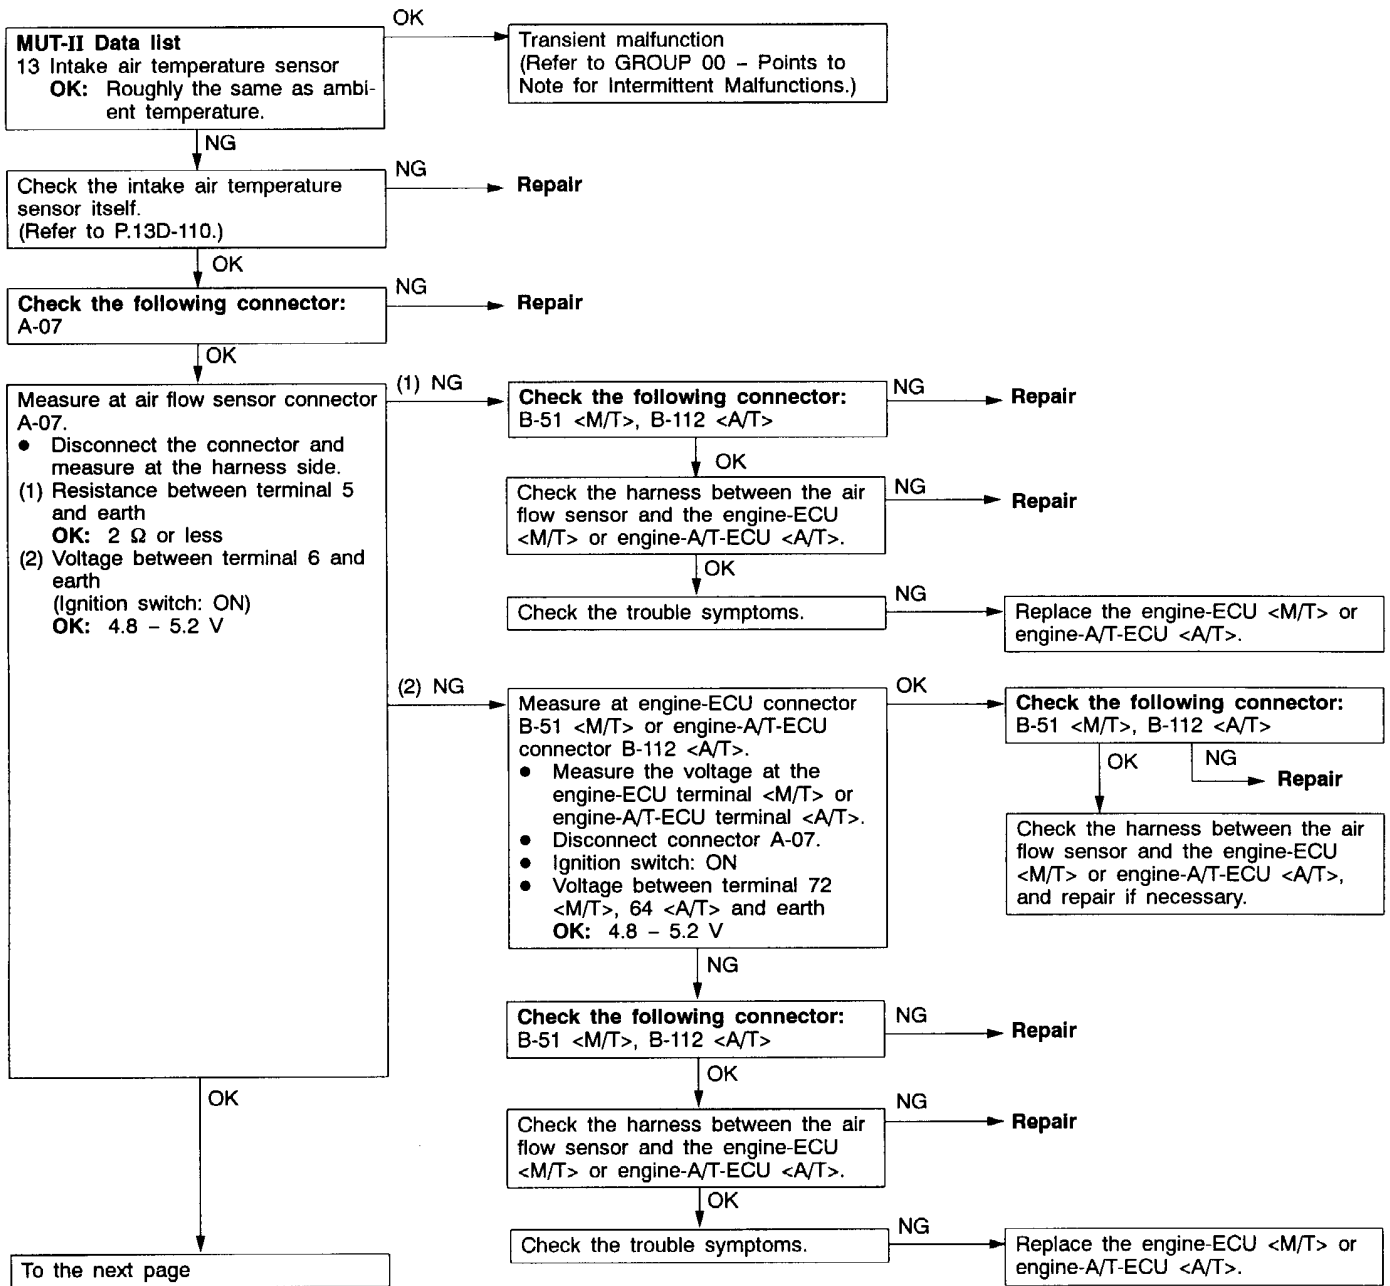 OK
MUT-II Data list
13 Intake air temperature sensor
OK: Roughly the same as ambi-
ent temperature.
Transient malfunction
(Refer to GROUP 00 – Points to
Note for Intermittent Malfunctions.)
NG
Check the intake air temperature
sensor itself.
(Refer to P.13D-110.)
NG
Repair
OK
Check the following connector:
A-07
NG
Repair
OK
Measure at air flow sensor connector
A-07.
● Disconnect the connector and
measure at the harness side.
(1) Resistance between terminal 5
and earth
OK: 2 Ω or less
(2) Voltage between terminal 6 and
earth
(Ignition switch: ON)
OK: 4.8 – 5.2 V
(1) NG
Check the following connector:
B-51 <M/T>, B-112 <A/T>
NG
Repair
OK
Check the harness between the air
flow sensor and the engine-ECU
<M/T> or engine-A/T-ECU <A/T>.
NG
Repair
OK
Check the trouble symptoms.
NG
Replace the engine-ECU <M/T> or
engine-A/T-ECU <A/T>.
(2) NG
Measure at engine-ECU connector
B-51 <M/T> or engine-A/T-ECU
connector B-112 <A/T>.
● Measure the voltage at the
engine-ECU terminal <M/T> or
engine-A/T-ECU terminal <A/T>.
● Disconnect connector A-07.
● Ignition switch: ON
● Voltage between terminal 72
<M/T>, 64 <A/T> and earth
OK: 4.8 – 5.2 V
OK
Check the following connector:
B-51 <M/T>, B-112 <A/T>
OK
NG
Repair
Check the harness between the air
flow sensor and the engine-ECU
<M/T> or engine-A/T-ECU <A/T>,
and repair if necessary.
NG
Check the following connector:
B-51 <M/T>, B-112 <A/T>
NG
Repair
OK
Check the harness between the air
flow sensor and the engine-ECU
<M/T> or engine-A/T-ECU <A/T>.
NG
Repair
OK
Check the trouble symptoms.
NG
Replace the engine-ECU <M/T> or
engine-A/T-ECU <A/T>.
OK
To the next page